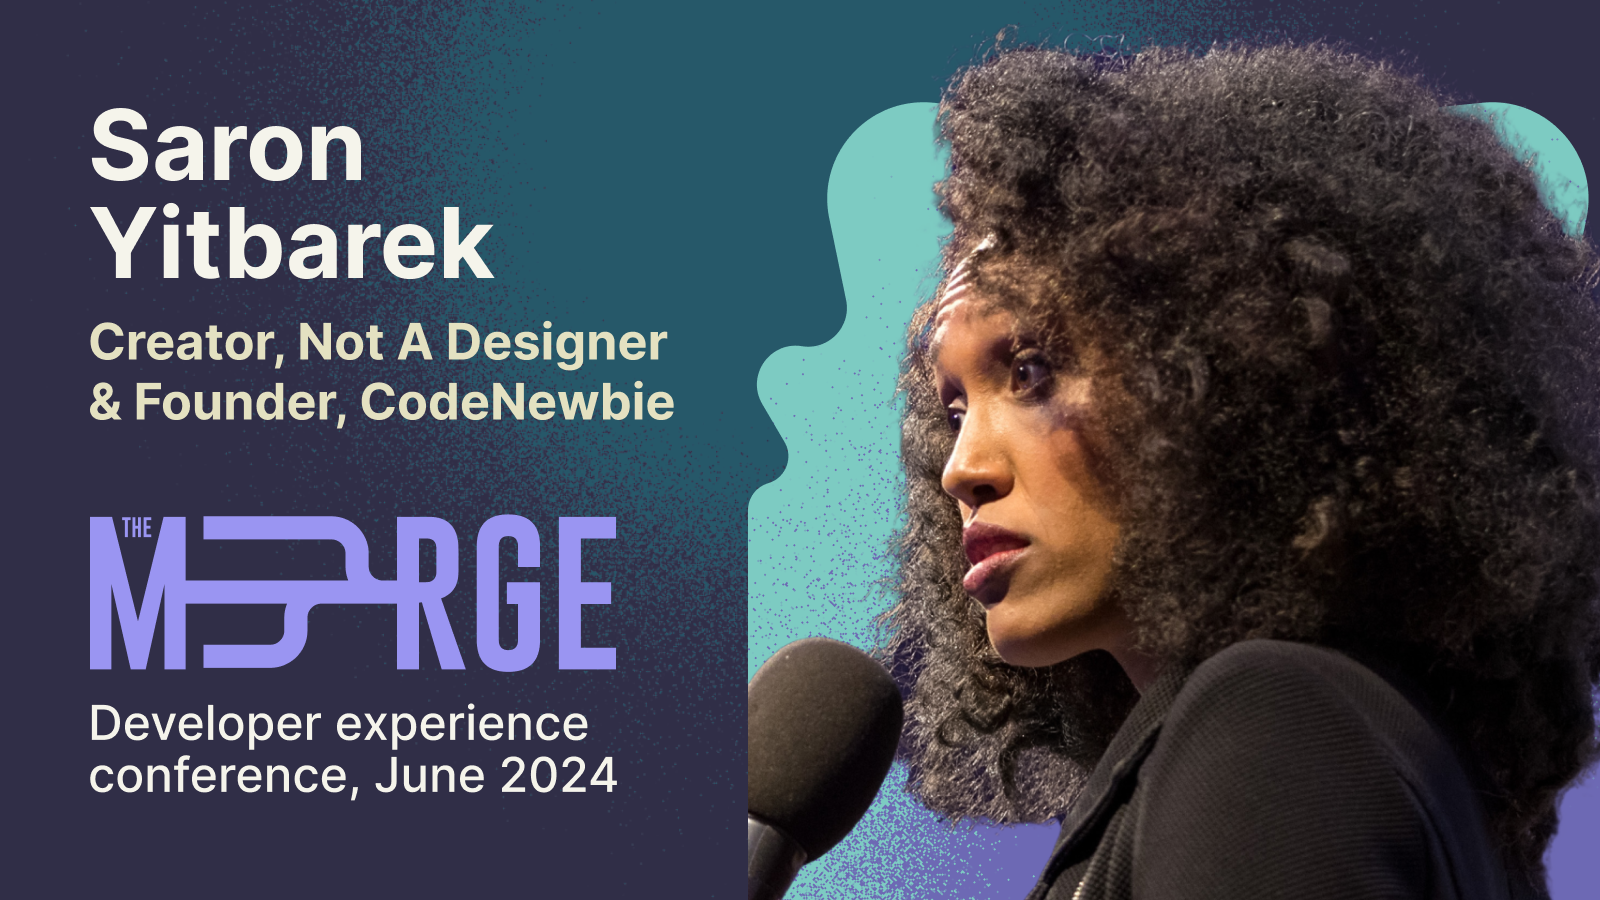 Saron
Yitbarek
Creator, Not A Designer
& Founder, CodeNewbie
THE
MERGE
Developer experience
conference, June 2024